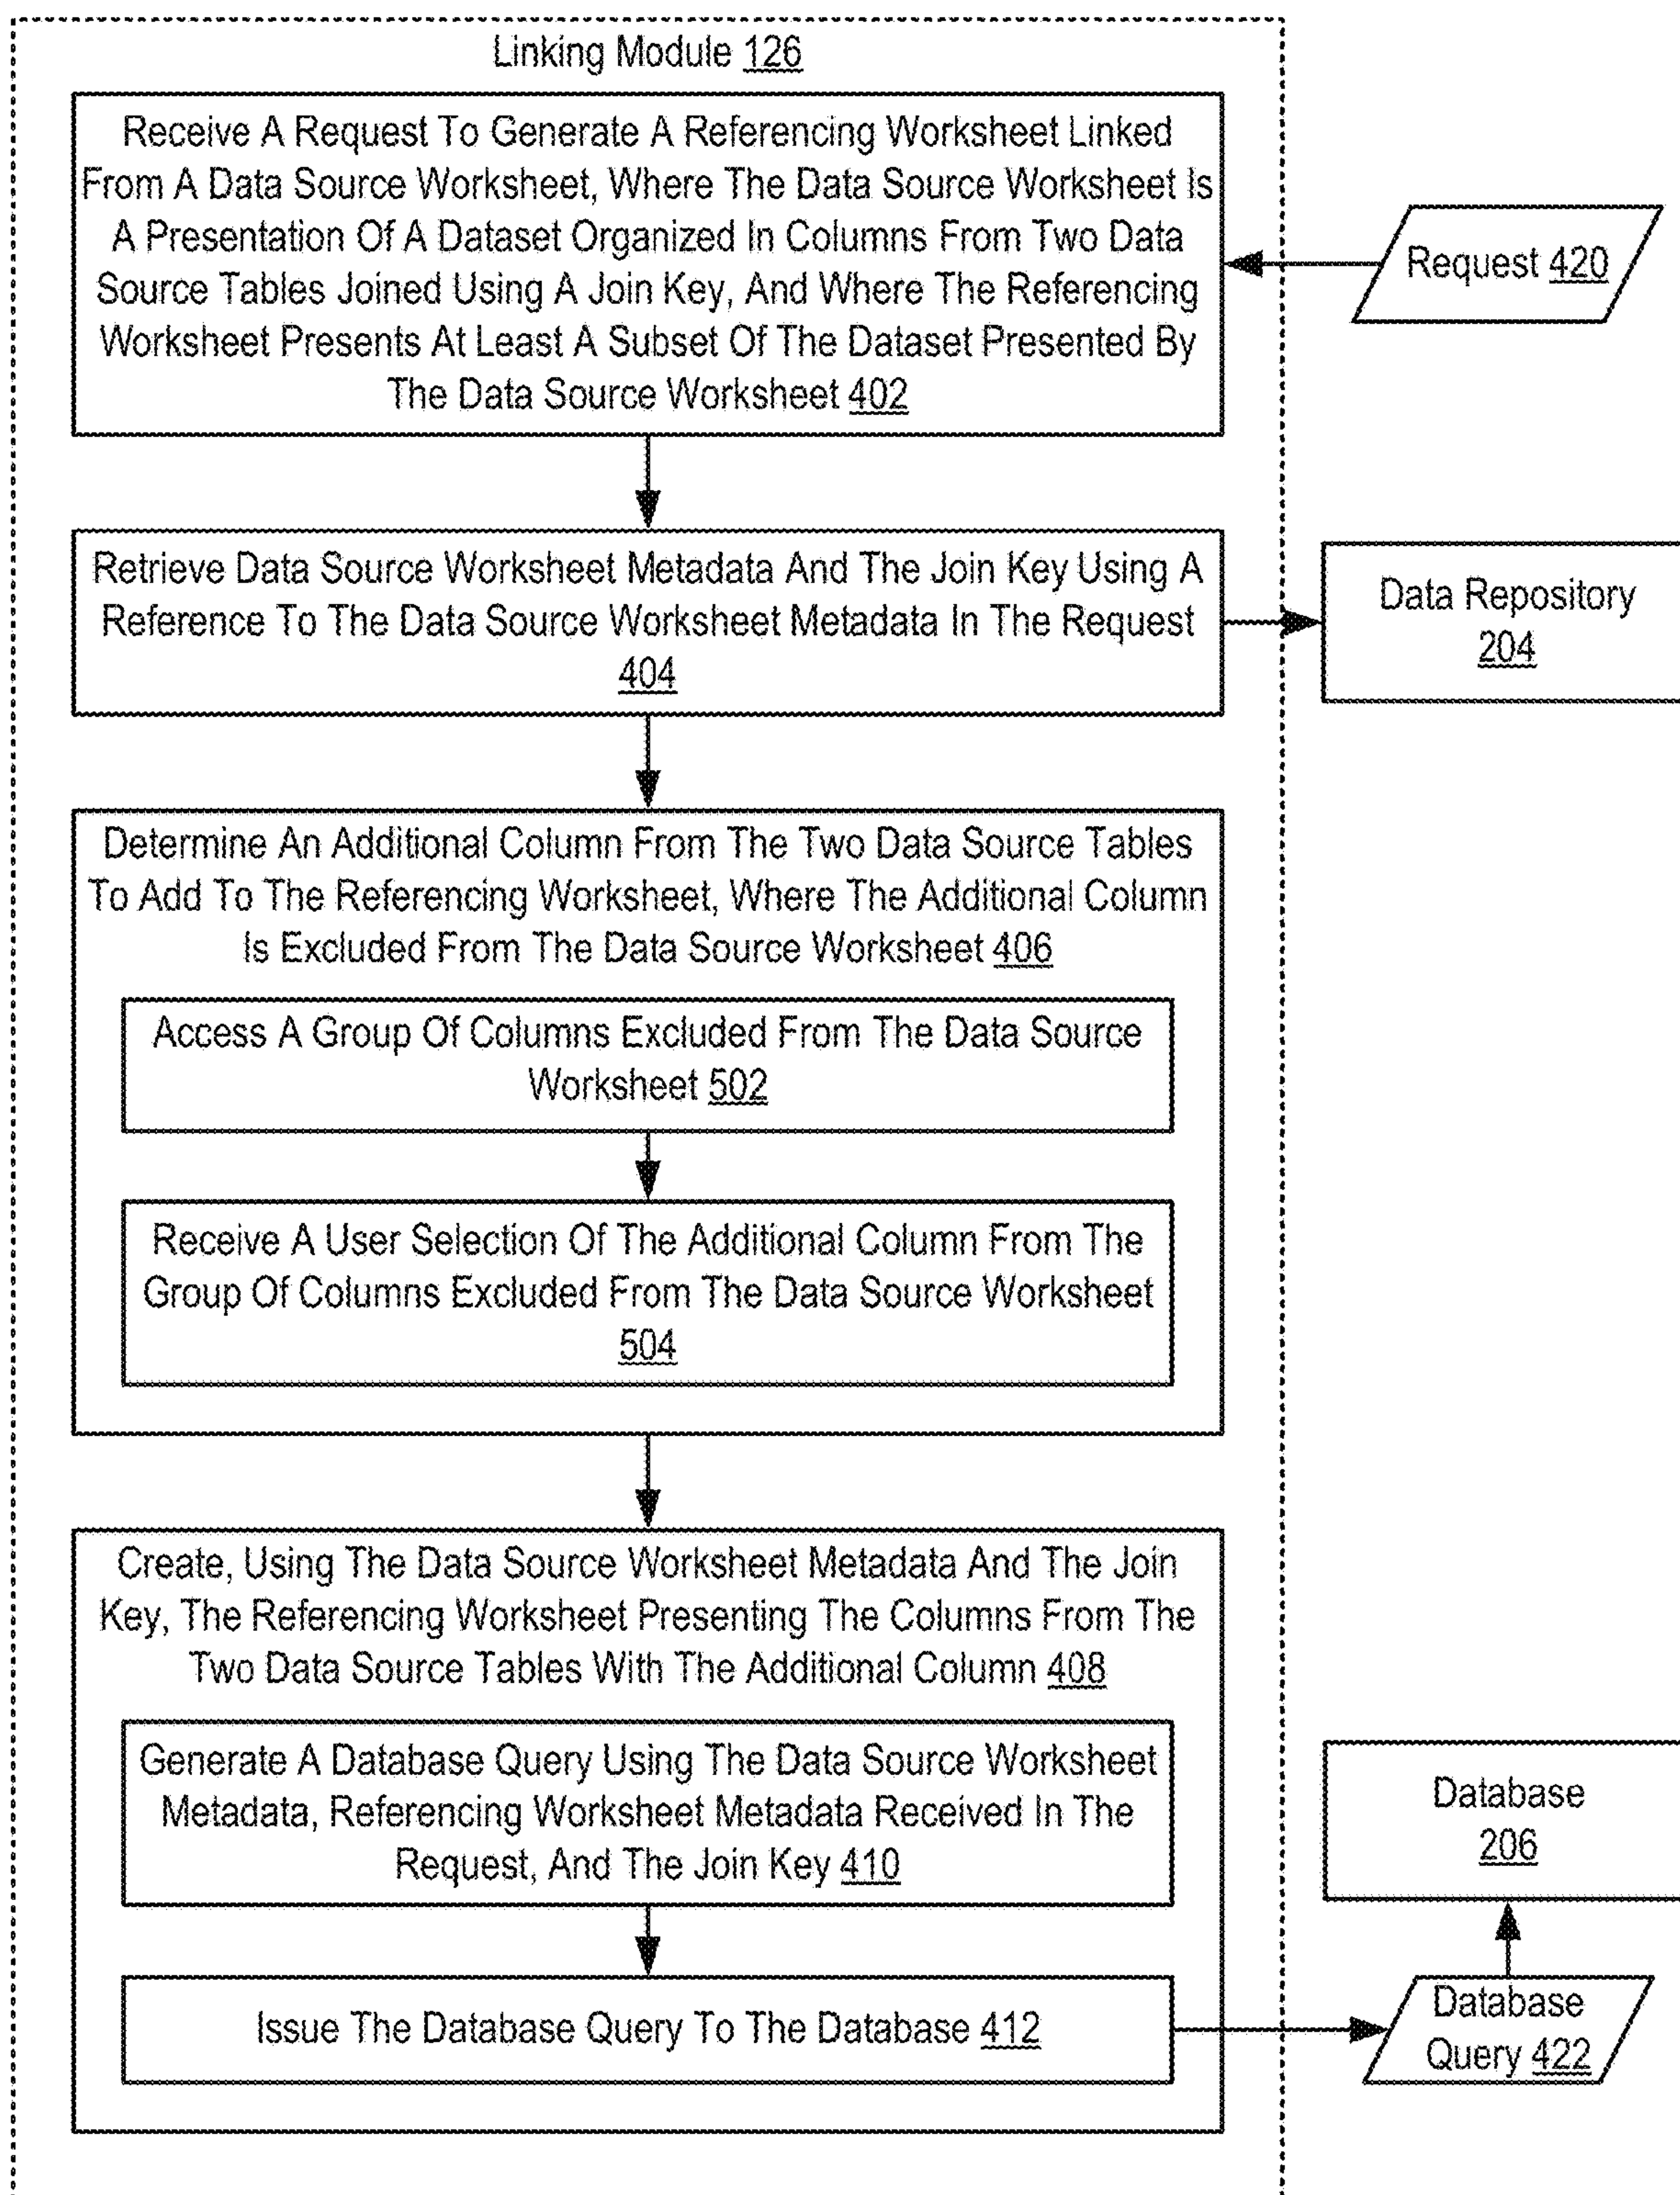 Linking Module 126
Receive A Request To Generate A Referencing Worksheet Linked
From A Data Source Worksheet, Where The Data Source Worksheet Is
A Presentation Of A Dataset Organized In Columns From Two Data
Source Tables Joined Using A Join Key, And Where The Referencing
Worksheet Presents At Least A Subset Of The Dataset Presented By
The Data Source Worksheet 402
Request 420
Retrieve Data Source Worksheet Metadata And The Join Key Using A
Reference To The Data Source Worksheet Metadata In The Request
404
Data Repository
204
Determine An Additional Column From The Two Data Source Tables
To Add To The Referencing Worksheet, Where The Additional Column
Is Excluded From The Data Source Worksheet 406
Access A Group Of Columns Excluded From The Data Source
Worksheet 502
Receive A User Selection Of The Additional Column From The
Group Of Columns Excluded From The Data Source Worksheet
504
Create, Using The Data Source Worksheet Metadata And The Join
Key, The Referencing Worksheet Presenting The Columns From The
Two Data Source Tables With The Additional Column 408
Generate A Database Query Using The Data Source Worksheet
Metadata, Referencing Worksheet Metadata Received In The
Request, And The Join Key 410
Database
206
Issue The Database Query To The Database 412
Database
Query 422